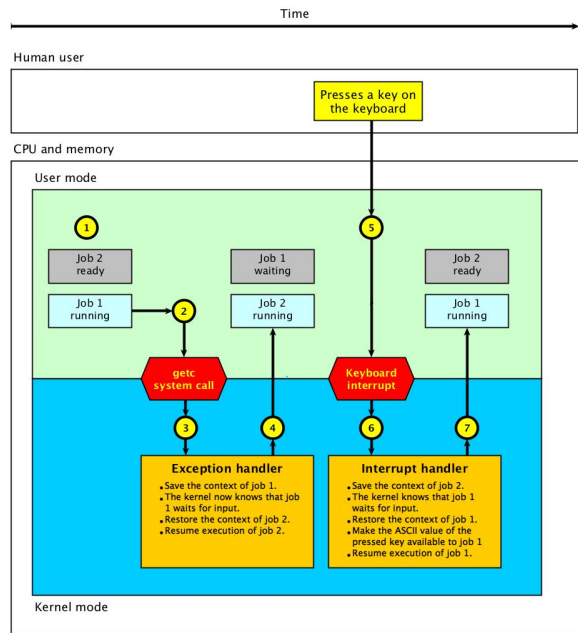 Time
Human user
Presses a key on
the keyboard
CPU and memory
User mode
1
5
Job 2
ready
Job 1
waiting
Job 2
ready
Job 1
running
2
Job 2
running
Job 1
running
getc
system call
Keyboard
interrupt
3
4
6
7
Exception handler
•Save the context of job 1.
•The kernel now knows that job
1 waits for input.
•Restore the context of job 2.
•Resume execution of job 2.
Interrupt handler
•Save the context of job 2.
•The kernel knows that job 1
waits for input.
•Restore the context of job 1.
•Make the ASCII value of the
pressed key available to job 1
•Resume execution of job 1.
Kernel mode